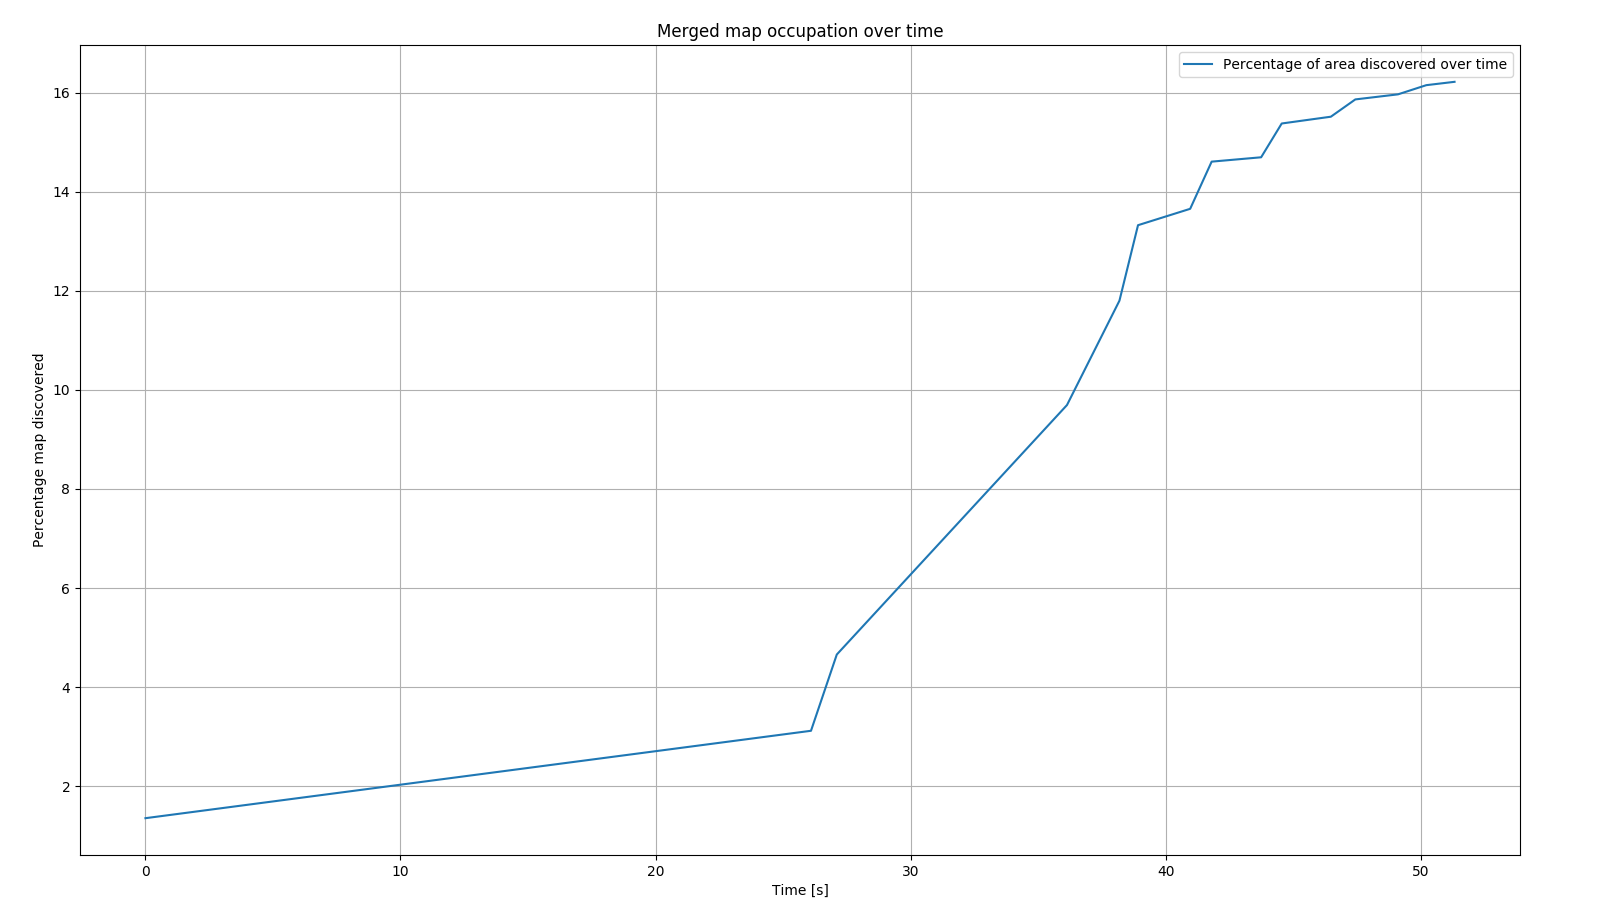 Merged map occupation over time
Percentage of area discovered over time
Percentage map discovered
16
14
12
10
8
6
4
2
0 10 20 30 40 50
Time [s]